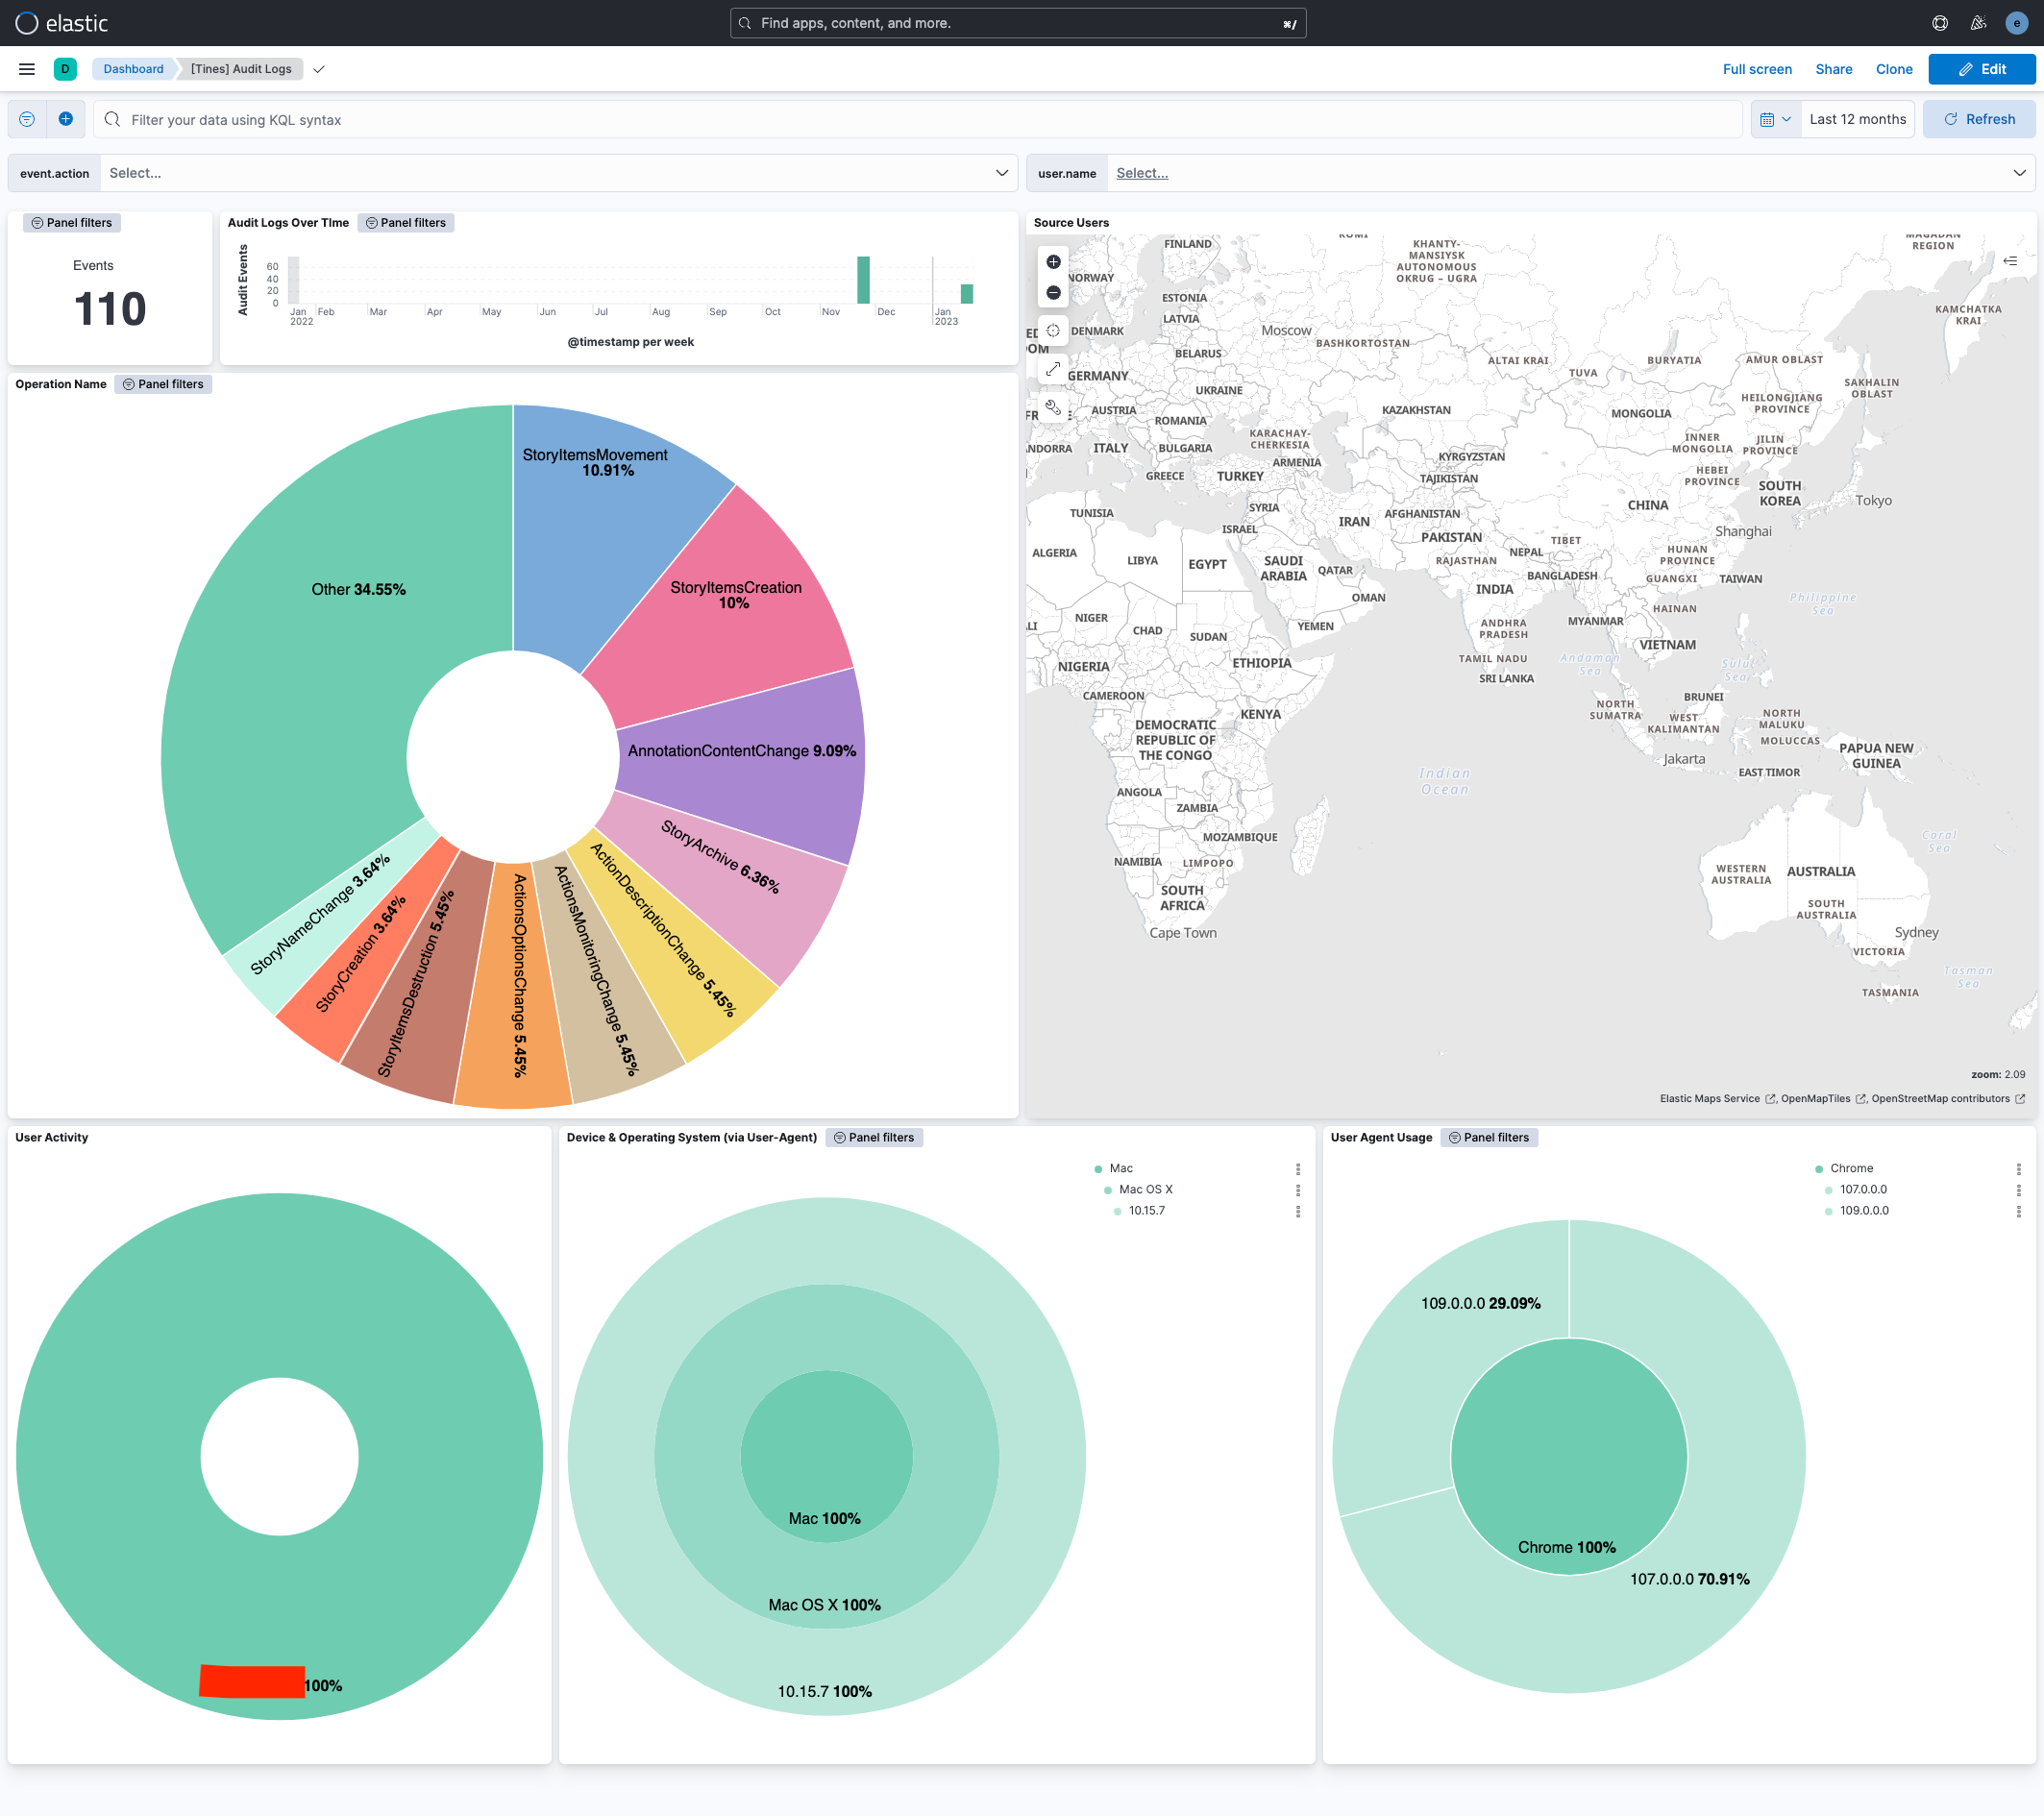 elastic
Find apps, content, and more.
⌘/
e
D
Dashboard
[Tines] Audit Logs
Full screen
Share
Clone
Edit
Filter your data using KQL syntax
Last 12 months
Refresh
event.action
Select...
user.name
Select...
Panel filters
Events
110
Audit Logs Over TIme
Panel filters
Audit Events
60
40
20
0
Jan
2022
Feb
Mar
Apr
May
Jun
Jul
Aug
Sep
Oct
Nov
Dec
Jan
2023
@timestamp per week
Operation Name
Panel filters
StoryItemsMovement
10.91%
StoryItemsCreation
10%
AnnotationContentChange 9.09%
StoryArchive 6.36%
ActionDescriptionChange 5.45%
ActionsMonitoringChange 5.45%
ActionsOptionsChange 5.45%
StoryItemsDestruction 5.45%
StoryCreation 3.64%
StoryNameChange 3.64%
Other 34.55%
Source Users
FINLAND
KHANTY-
MANSIYSK
AUTONOMOUS
OKRUG – UGRA
MAGADAN
REGION
NORWAY
ESTONIA
LATVIA
KAMCHATKA
KRAI
DENMARK
Moscow
BASHKORTOSTAN
BELARUS
ALTAI KRAI
BURYATIA
AMUR OBLAST
GERMANY
TUVA
SAKHALIN
OBLAST
UKRAINE
HEILONGJIANG
PROVINCE
AUSTRIA
ROMANIA
KAZAKHSTAN
MONGOLIA
KARACHAY-
CHERKESIA
INNER
MONGOLIA
JILIN
PROVINCE
NDORRA
ITALY
BULGARIA
ARMENIA
KYRGYZSTAN
GREECE
TURKEY
TAJIKISTAN
HEBEI
PROVINCE
SOUTH
KOREA
Tokyo
TUNISIA
SYRIA
ISRAEL
IRAN
AFGHANISTAN
CHINA
Shanghai
PAKISTAN
TIBET
ALGERIA
LIBYA
EGYPT
SAUDI
ARABIA
QATAR
RAJASTHAN
NEPAL
HUNAN
PROVINCE
BANGLADESH
GUANGXI
TAIWAN
OMAN
INDIA
Philippine
Sea
NIGER
CHAD
SUDAN
YEMEN
ANDHRA
PRADESH
MYANMAR
HAINAN
VIETNAM
NIGERIA
ETHIOPIA
TAMIL NADU
Andaman
Sea
Sulu
Sea
SRI LANKA
CAMEROON
BRUNEI
KENYA
NORTH
SUMATRA
WEST
KALIMANTAN
NORTH
MALUKU
DEMOCRATIC
REPUBLIC OF
THE CONGO
MOLUCCAS
Jakarta
PAPUA NEW
GUINEA
EAST TIMOR
Indian
Ocean
ANGOLA
ZAMBIA
MOZAMBIQUE
Coral
Sea
NAMIBIA
LIMPOPO
WESTERN
AUSTRALIA
AUSTRALIA
SOUTH
AFRICA
SOUTH
AUSTRALIA
Cape Town
Sydney
VICTORIA
Tasman
Sea
TASMANIA
zoom: 2.09
Elastic Maps Service , OpenMapTiles , OpenStreetMap contributors
User Activity
100%
Device & Operating System (via User-Agent)
Panel filters
Mac
Mac OS X
10.15.7
Mac 100%
Mac OS X 100%
10.15.7 100%
User Agent Usage
Panel filters
Chrome
107.0.0.0
109.0.0.0
109.0.0.0 29.09%
Chrome 100%
107.0.0.0 70.91%